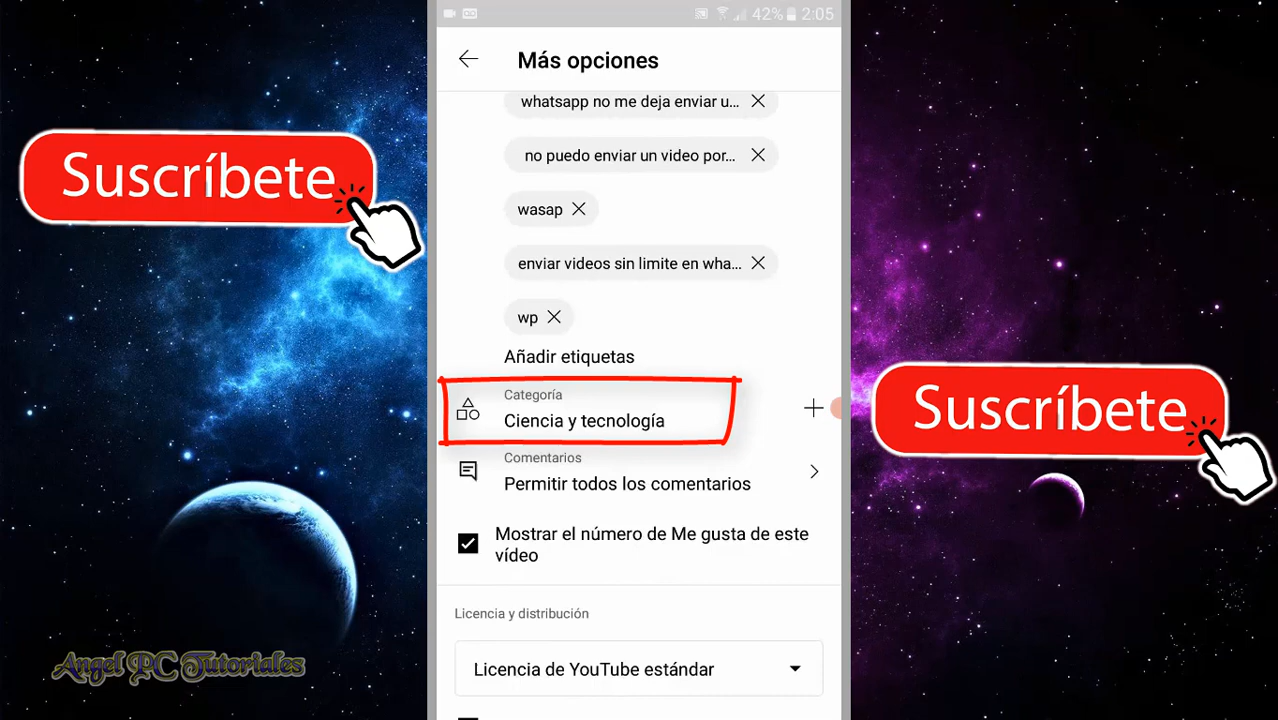 42% 2:05
Más opciones
whatsapp no me deja enviar u...
no puedo enviar un video por...
wasap
enviar videos sin limite en wha...
wp
Añadir etiquetas
Categoría
Ciencia y tecnología
Comentarios
Permitir todos los comentarios
Mostrar el número de Me gusta de este
vídeo
Licencia y distribución
Licencia de YouTube estándar
Suscríbete
Suscríbete
Angel PC Tutoriales